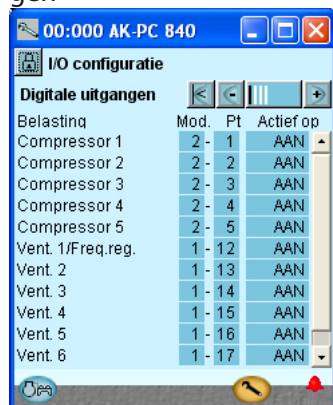 gen
00:000 AK-PC 840
I/O configuratie
Digitale uitgangen
Belasting Mod. Pt Actief op
Compressor 1 2 - 1 AAN
Compressor 2 2 - 2 AAN
Compressor 3 2 - 3 AAN
Compressor 4 2 - 4 AAN
Compressor 5 2 - 5 AAN
Vent. 1/Freq.reg. 1 - 12 AAN
Vent. 2 1 - 13 AAN
Vent. 3 1 - 14 AAN
Vent. 4 1 - 15 AAN
Vent. 5 1 - 16 AAN
Vent. 6 1 - 17 AAN